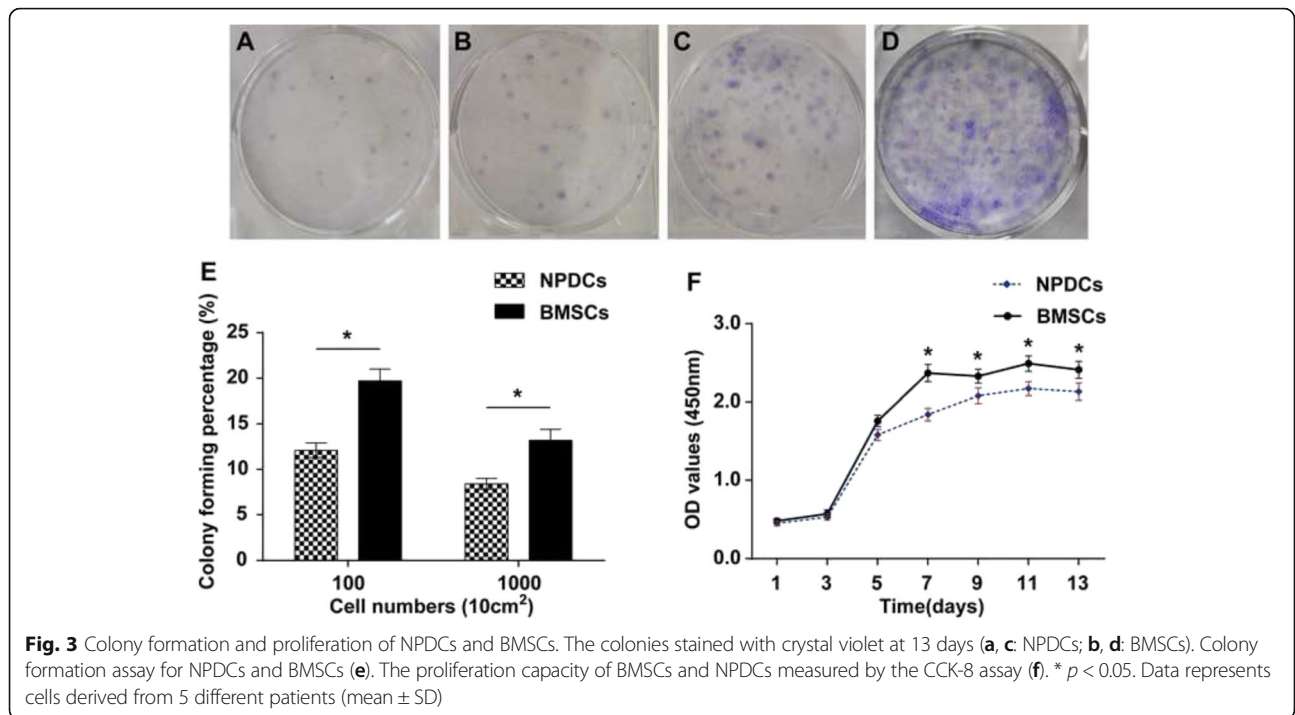 A
B
C
D
E
NPDCs
BMSCs
Colony forming percentage (%)
25
20
15
10
5
0
*
*
100
1000
Cell numbers (10cm²)
F
NPDCs
BMSCs
OD values (450nm)
3.0
2.0
1.0
0.0
*
*
*
*
1 3 5 7 9 11 13
Time(days)
Fig. 3 Colony formation and proliferation of NPDCs and BMSCs. The colonies stained with crystal violet at 13 days (a, c: NPDCs; b, d: BMSCs). Colony
formation assay for NPDCs and BMSCs (e). The proliferation capacity of BMSCs and NPDCs measured by the CCK-8 assay (f). * p < 0.05. Data represents
cells derived from 5 different patients (mean ± SD)